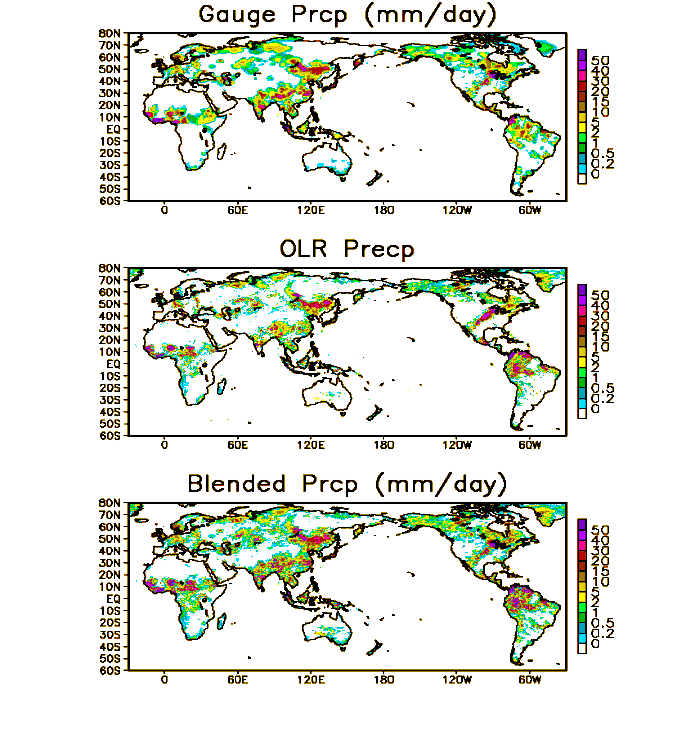 Gauge Prcp (mm/day)
80N
70N
60N
50N
40N
30N
20N
10N
EQ
10S
20S
30S
40S
50S
60S
0
60E
120E
180
120W
60W
50
40
30
20
15
10
5
2
1
0.5
0.2
0
OLR Precp
80N
70N
60N
50N
40N
30N
20N
10N
EQ
10S
20S
30S
40S
50S
60S
0
60E
120E
180
120W
60W
50
40
30
20
15
10
5
2
1
0.5
0.2
0
Blended Prcp (mm/day)
80N
70N
60N
50N
40N
30N
20N
10N
EQ
10S
20S
30S
40S
50S
60S
0
60E
120E
180
120W
60W
50
40
30
20
15
10
5
2
1
0.5
0.2
0